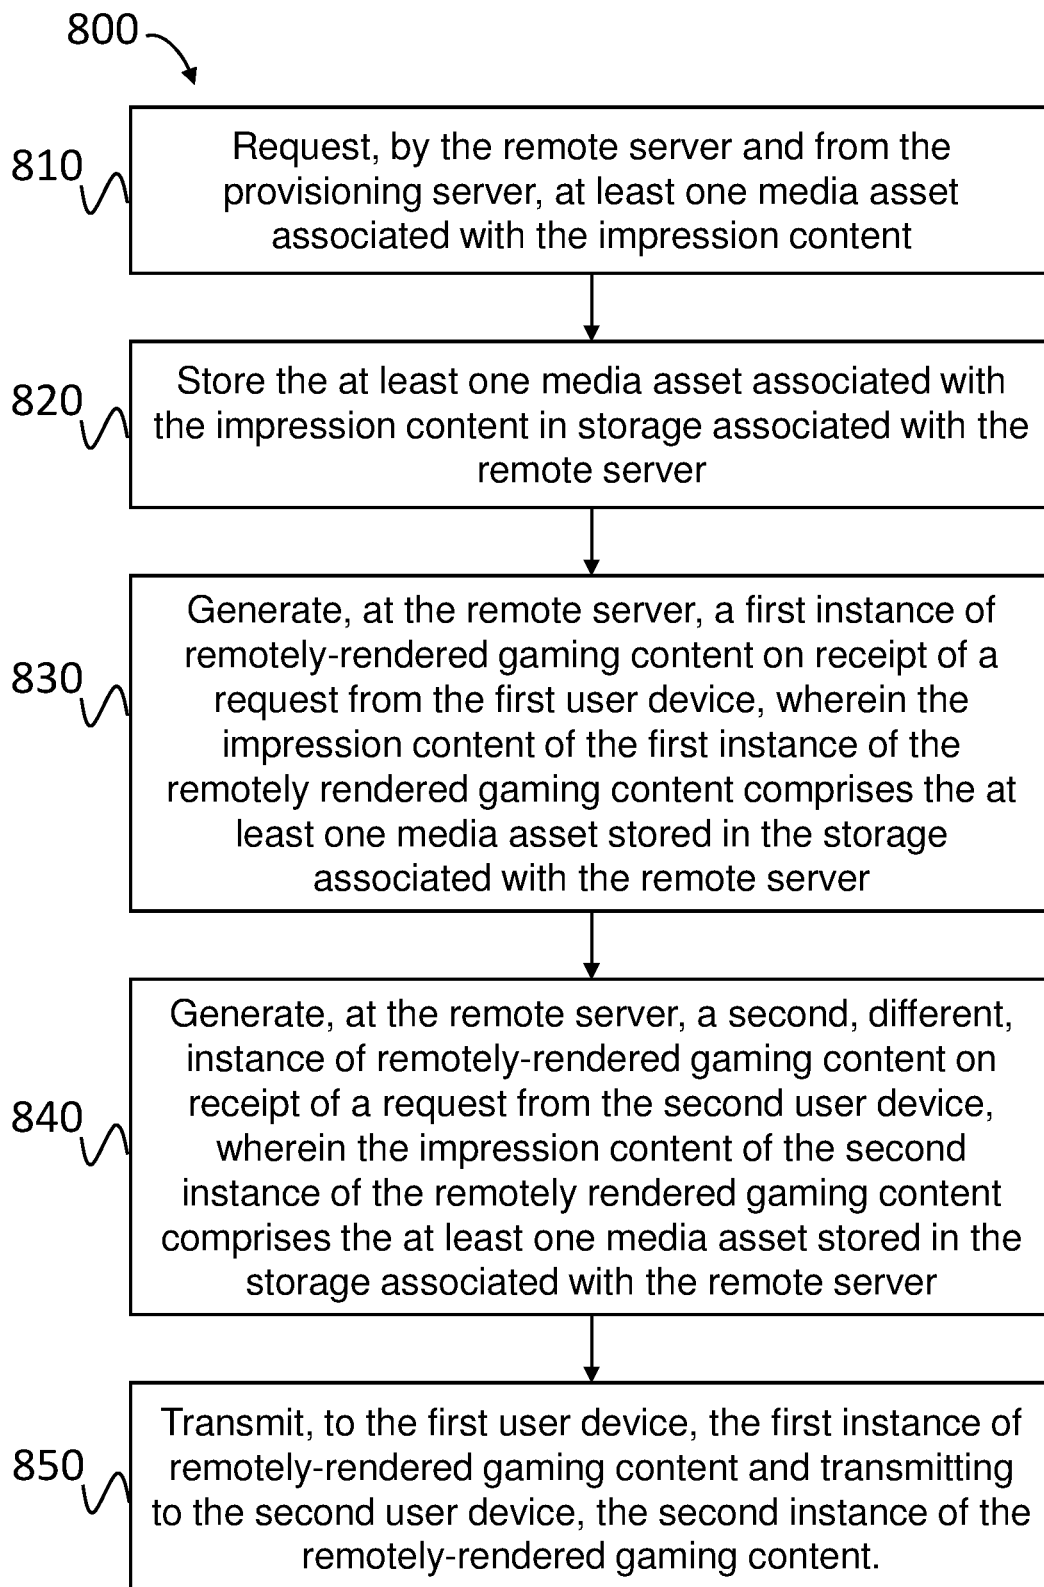 800
810
Request, by the remote server and from the
provisioning server, at least one media asset
associated with the impression content
820
Store the at least one media asset associated with
the impression content in storage associated with the
remote server
830
Generate, at the remote server, a first instance of
remotely-rendered gaming content on receipt of a
request from the first user device, wherein the
impression content of the first instance of the
remotely rendered gaming content comprises the at
least one media asset stored in the storage
associated with the remote server
840
Generate, at the remote server, a second, different,
instance of remotely-rendered gaming content on
receipt of a request from the second user device,
wherein the impression content of the second
instance of the remotely rendered gaming content
comprises the at least one media asset stored in the
storage associated with the remote server
850
Transmit, to the first user device, the first instance of
remotely-rendered gaming content and transmitting
to the second user device, the second instance of the
remotely-rendered gaming content.